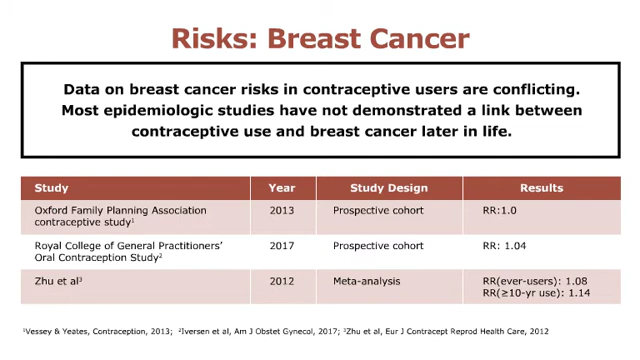 Risks: Breast Cancer
Data on breast cancer risks in contraceptive users are conflicting.
Most epidemiologic studies have not demonstrated a link between
contraceptive use and breast cancer later in life.
Study Year Study Design Results
Oxford Family Planning Association
contraceptive study¹ 2013 Prospective cohort RR:1.0
Royal College of General Practitioners’
Oral Contraception Study² 2017 Prospective cohort RR: 1.04
Zhu et al³ 2012 Meta-analysis RR(ever-users): 1.08
RR(≥10-yr use): 1.14
¹Vessey & Yeates, Contraception, 2013; ²Iversen et al, Am J Obstet Gynecol, 2017; ³Zhu et al, Eur J Contracept Reprod Health Care, 2012